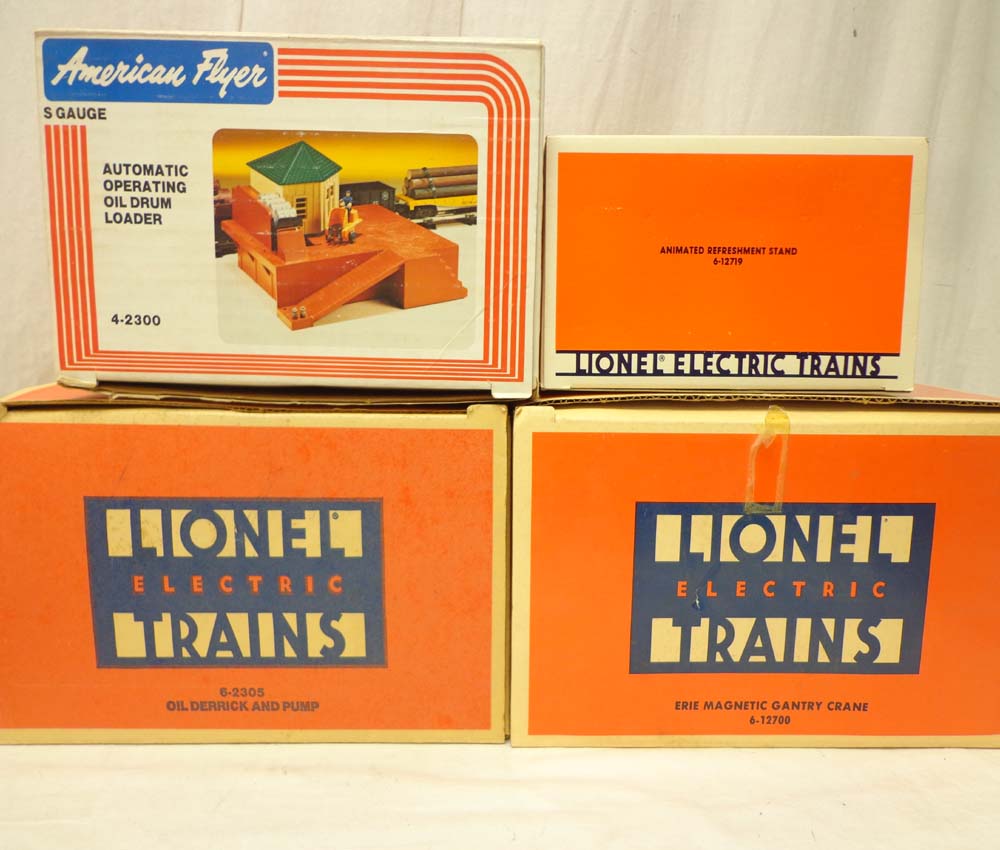 American Flyer®
S GAUGE
AUTOMATIC
OPERATING
OIL DRUM
LOADER
4-2300
ANIMATED REFRESHMENT STAND
6-12719
LIONEL® ELECTRIC TRAINS
LIONEL®
ELECTRIC
TRAINS
6-2305
OIL DERRICK AND PUMP
LIONEL®
ELECTRIC
TRAINS
ERIE MAGNETIC GANTRY CRANE
6-12700